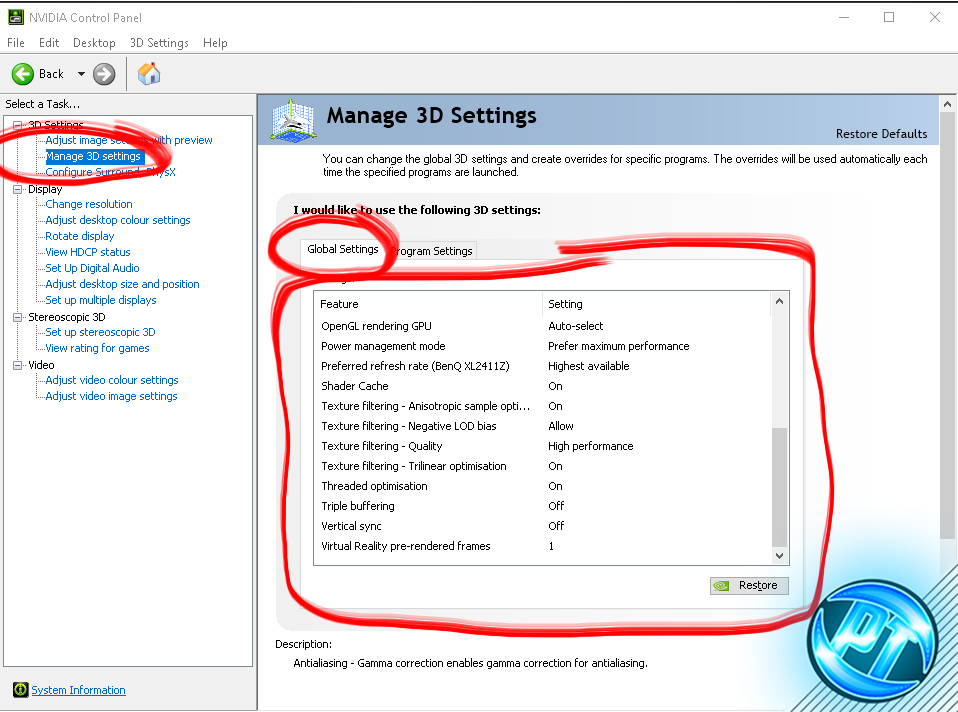 NVIDIA Control Panel
File Edit Desktop 3D Settings Help
Back
Select a Task...
3D Settings
Adjust image settings with preview
Manage 3D settings
Configure Surround, PhysX
Display
Change resolution
Adjust desktop colour settings
Rotate display
View HDCP status
Set Up Digital Audio
Adjust desktop size and position
Set up multiple displays
Stereoscopic 3D
Set up stereoscopic 3D
View rating for games
Video
Adjust video colour settings
Adjust video image settings
System Information
Manage 3D Settings
Restore Defaults
You can change the global 3D settings and create overrides for specific programs. The overrides will be used automatically each
time the specified programs are launched.
I would like to use the following 3D settings:
Global Settings Program Settings
Feature Setting
OpenGL rendering GPU Auto-select
Power management mode Prefer maximum performance
Preferred refresh rate (BenQ XL2411Z) Highest available
Shader Cache On
Texture filtering - Anisotropic sample opti... On
Texture filtering - Negative LOD bias Allow
Texture filtering - Quality High performance
Texture filtering - Trilinear optimisation On
Threaded optimisation On
Triple buffering Off
Vertical sync Off
Virtual Reality pre-rendered frames 1
Restore
Description:
Antialiasing - Gamma correction enables gamma correction for antialiasing.
PT